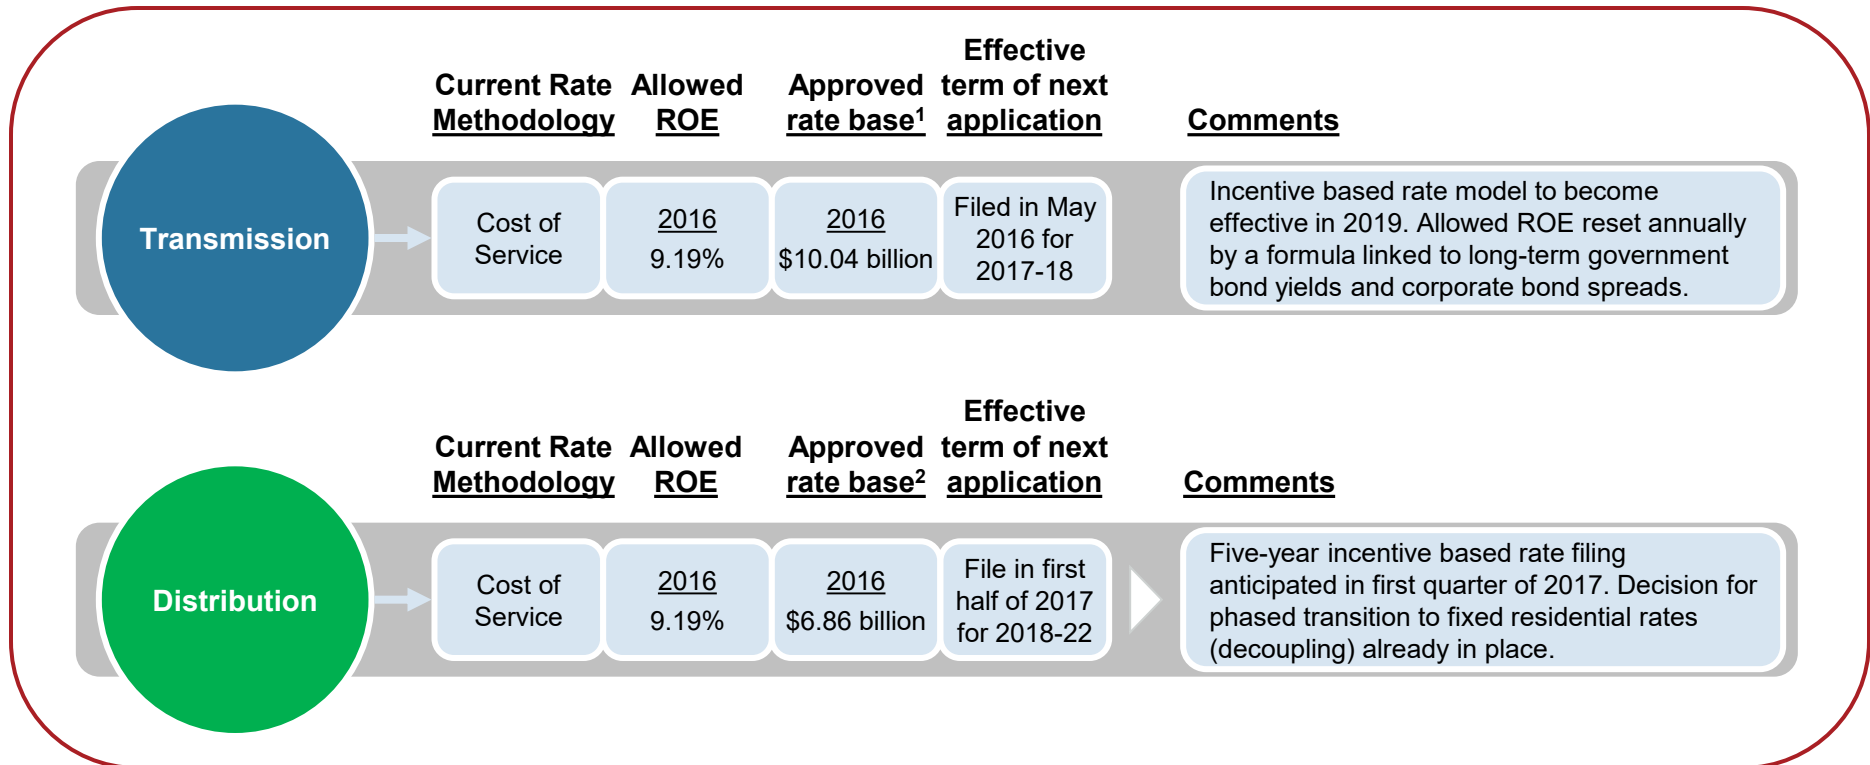 Transmission
Current Rate
Methodology
Allowed
ROE
Approved
rate base¹
Effective
term of next
application
Comments
Cost of
Service
2016
9.19%
2016
$10.04 billion
Filed in May
2016 for
2017-18
Incentive based rate model to become
effective in 2019. Allowed ROE reset annually
by a formula linked to long-term government
bond yields and corporate bond spreads.
Distribution
Current Rate
Methodology
Allowed
ROE
Approved
rate base²
Effective
term of next
application
Comments
Cost of
Service
2016
9.19%
2016
$6.86 billion
File in first
half of 2017
for 2018-22
Five-year incentive based rate filing
anticipated in first quarter of 2017. Decision for
phased transition to fixed residential rates
(decoupling) already in place.